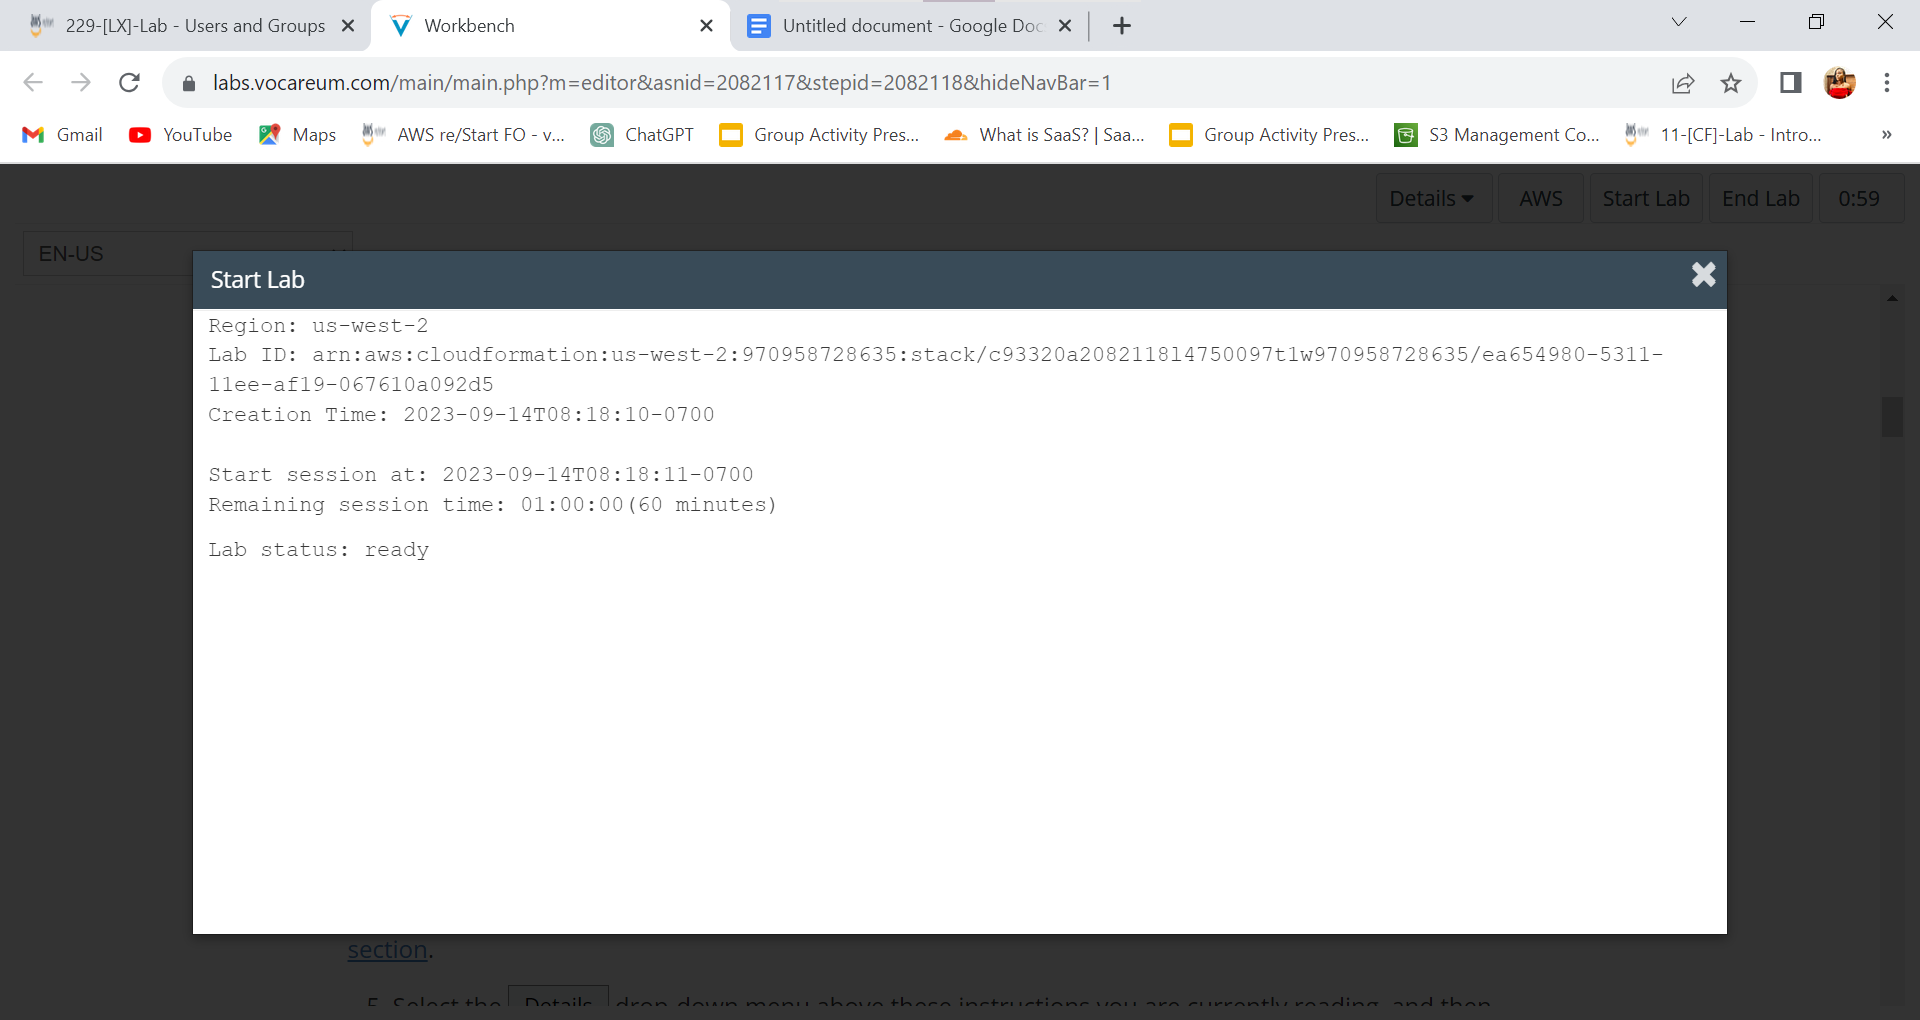 229-[LX]-Lab - Users and Groups
Workbench
Untitled document - Google Doc
labs.vocareum.com/main/main.php?m=editor&asnid=2082117&stepid=2082118&hideNavBar=1
Gmail YouTube Maps AWS re/Start FO - v... ChatGPT Group Activity Pres... What is SaaS? | Saa... Group Activity Pres... S3 Management Co... 11-[CF]-Lab - Intro... »
Details AWS Start Lab End Lab 0:59
EN-US
Start Lab
Region: us-west-2
Lab ID: arn:aws:cloudformation:us-west-2:970958728635:stack/c93320a2082118l4750097t1w970958728635/ea654980-5311-
11ee-af19-067610a092d5
Creation Time: 2023-09-14T08:18:10-0700
Start session at: 2023-09-14T08:18:11-0700
Remaining session time: 01:00:00(60 minutes)
Lab status: ready
section.
5. Select the Details drop-down menu above these instructions you are currently reading, and then